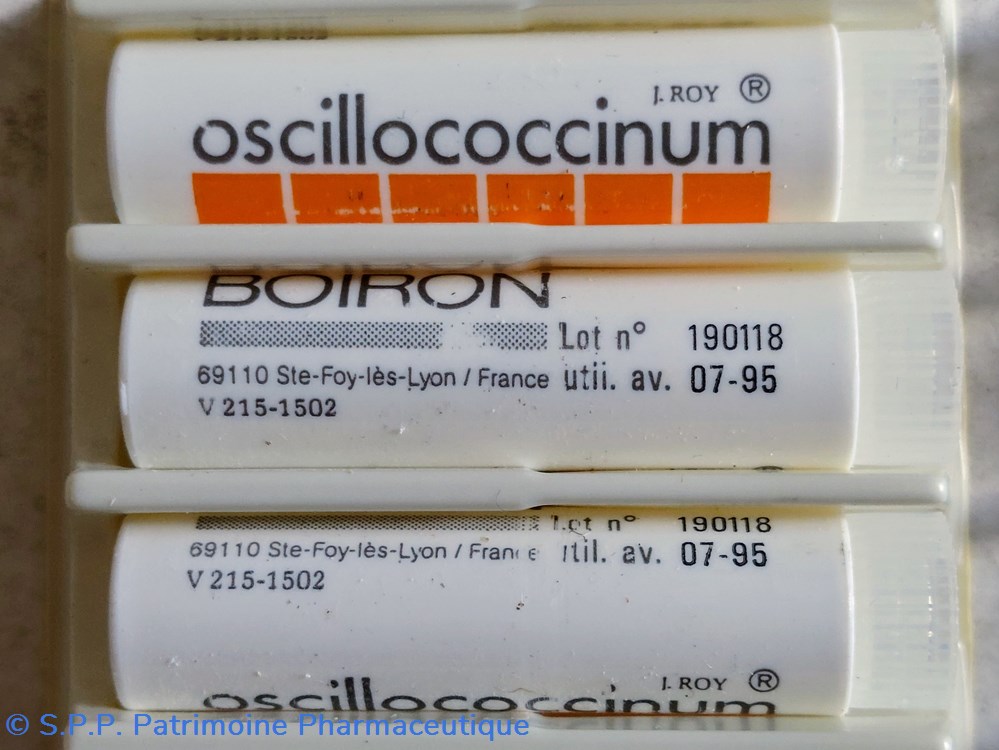 J. ROY ®
oscillococcinum
BOIRON
Lot n° 190118
69110 Ste-Foy-lès-Lyon / France util. av. 07-95
V 215-1502
Lot n° 190118
69110 Ste-Foy-lès-Lyon / France util. av. 07-95
V 215-1502
J. ROY ®
oscillococcinum
© S.P.P. Patrimoine Pharmaceutique